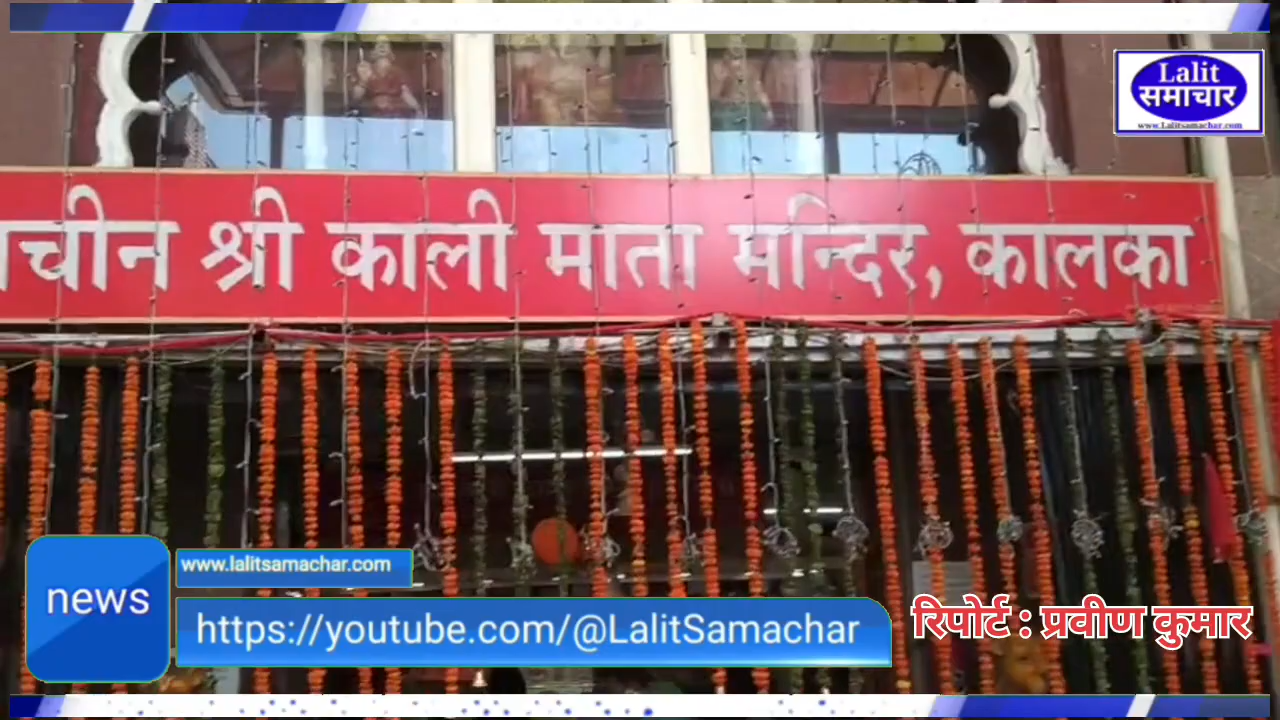 Lalit
समाचार
www.Lalitsamachar.com
श्री काली माता मन्दिर, कालका
news
www.lalitsamachar.com
https://youtube.com/@LalitSamachar
रिपोर्ट : प्रवीण कुमार